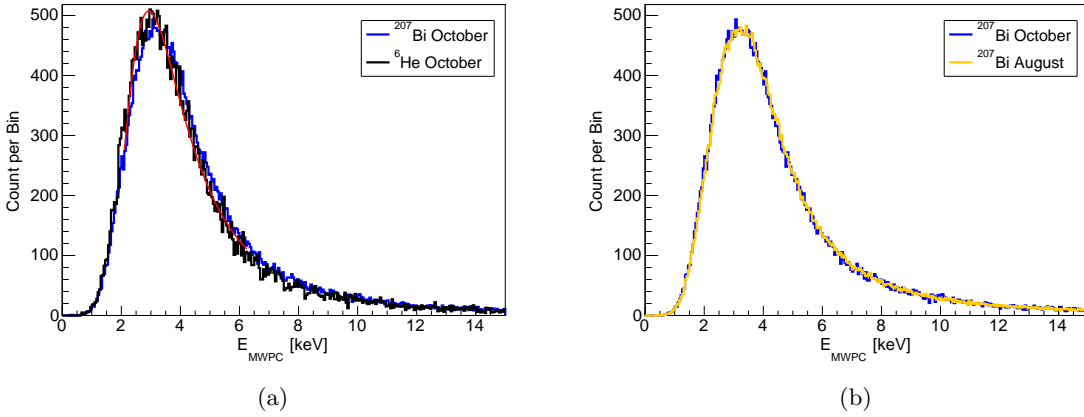 Count per Bin
500
400
300
200
100
0
²⁰⁷Bi October
⁶He October
0 2 4 6 8 10 12 14
E_MWPC [keV]
(a)
Count per Bin
500
400
300
200
100
0
²⁰⁷Bi October
²⁰⁷Bi August
0 2 4 6 8 10 12 14
E_MWPC [keV]
(b)